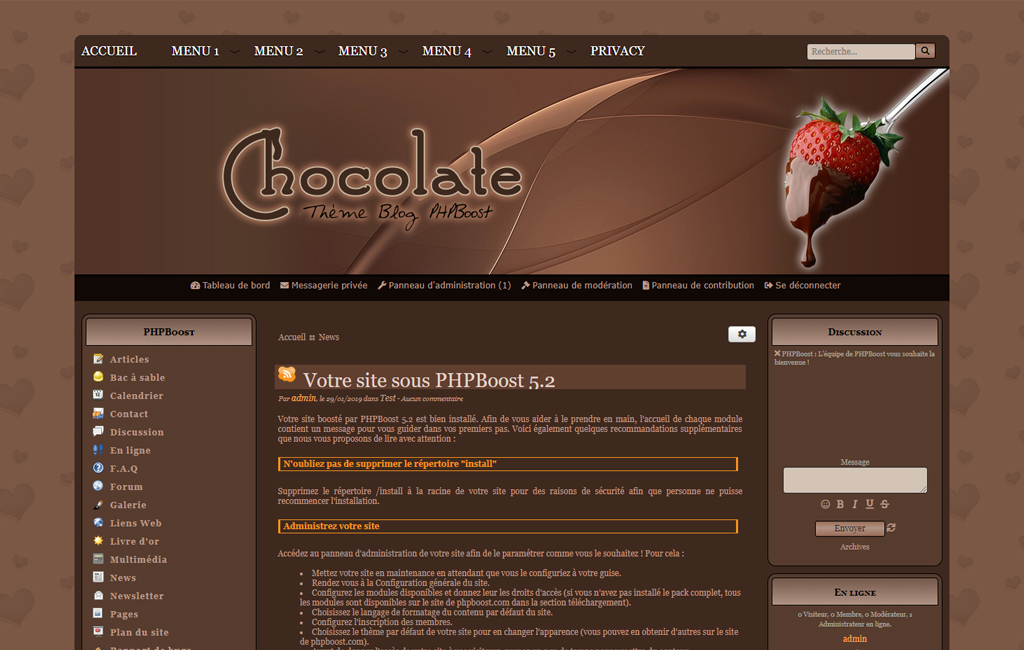 ACCUEIL MENU 1 MENU 2 MENU 3 MENU 4 MENU 5 PRIVACY Recherche...
Chocolate
Thème Blog PHPBoost
Tableau de bord Messagerie privée Panneau d'administration (1) Panneau de modération Panneau de contribution Se déconnecter
PHPBoost
Articles
Bac à sable
Calendrier
Contact
Discussion
En ligne
F.A.Q
Forum
Galerie
Liens Web
Livre d'or
Multimédia
News
Newsletter
Pages
Plan du site
Accueil News
Votre site sous PHPBoost 5.2
Par admin, le 29/01/2019 dans Test - Aucun commentaire
Votre site boosté par PHPBoost 5.2 est bien installé. Afin de vous aider à le prendre en main, l'accueil de chaque module
contient un message pour vous guider dans vos premiers pas. Voici également quelques recommandations supplémentaires
que nous vous proposons de lire avec attention :
N'oubliez pas de supprimer le répertoire "install"
Supprimez le répertoire /install à la racine de votre site pour des raisons de sécurité afin que personne ne puisse
recommencer l'installation.
Administrez votre site
Accédez au panneau d'administration de votre site afin de le paramétrer comme vous le souhaitez ! Pour cela :
• Mettez votre site en maintenance en attendant que vous le configuriez à votre guise.
• Rendez vous à la Configuration générale du site.
• Configurez les modules disponibles et donnez leur les droits d'accès (si vous n'avez pas installé le pack complet, tous
les modules sont disponibles sur le site de phpboost.com dans la section téléchargement).
• Choisissez le langage de formatage du contenu par défaut du site.
• Configurez l'inscription des membres.
• Choisissez le thème par défaut de votre site pour en changer l'apparence (vous pouvez en obtenir d'autres sur le site
de phpboost.com).
Discussion
PHPBoost : L'équipe de PHPBoost vous souhaite la
bienvenue !
Message
B I U S
Envoyer
Archives
En ligne
0 Visiteur, 0 Membre, 0 Modérateur, 1
Administrateur en ligne.
admin